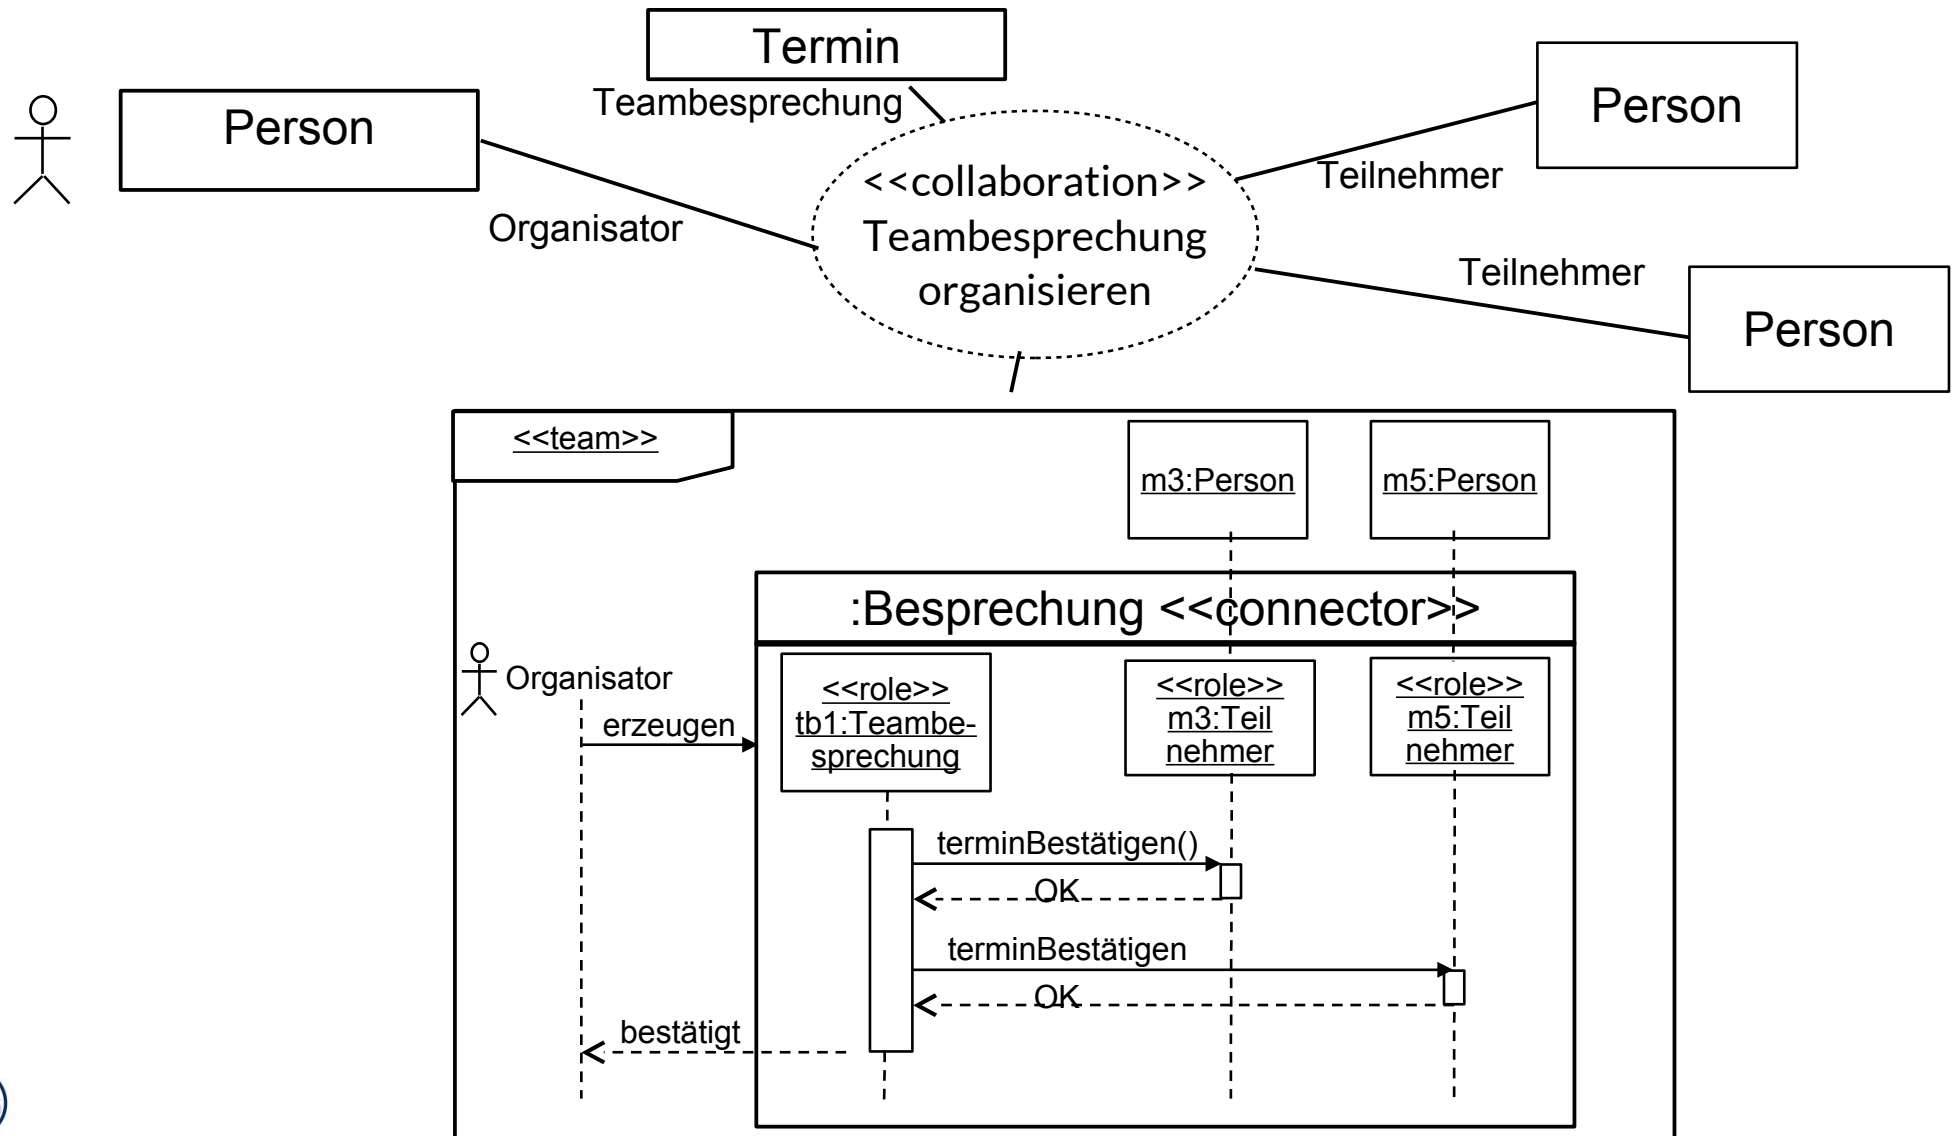 Termin
Teambesprechung
Person
Person
<<collaboration>>
Teambesprechung
organisieren
Teilnehmer
Organisator
Teilnehmer
Person
<<team>>
m3:Person
m5:Person
:Besprechung <<connector>>
Organisator
erzeugen
<<role>>
tb1:Teambe-
sprechung
<<role>>
m3:Teil
nehmer
<<role>>
m5:Teil
nehmer
terminBestätigen()
OK
terminBestätigen
OK
bestätigt